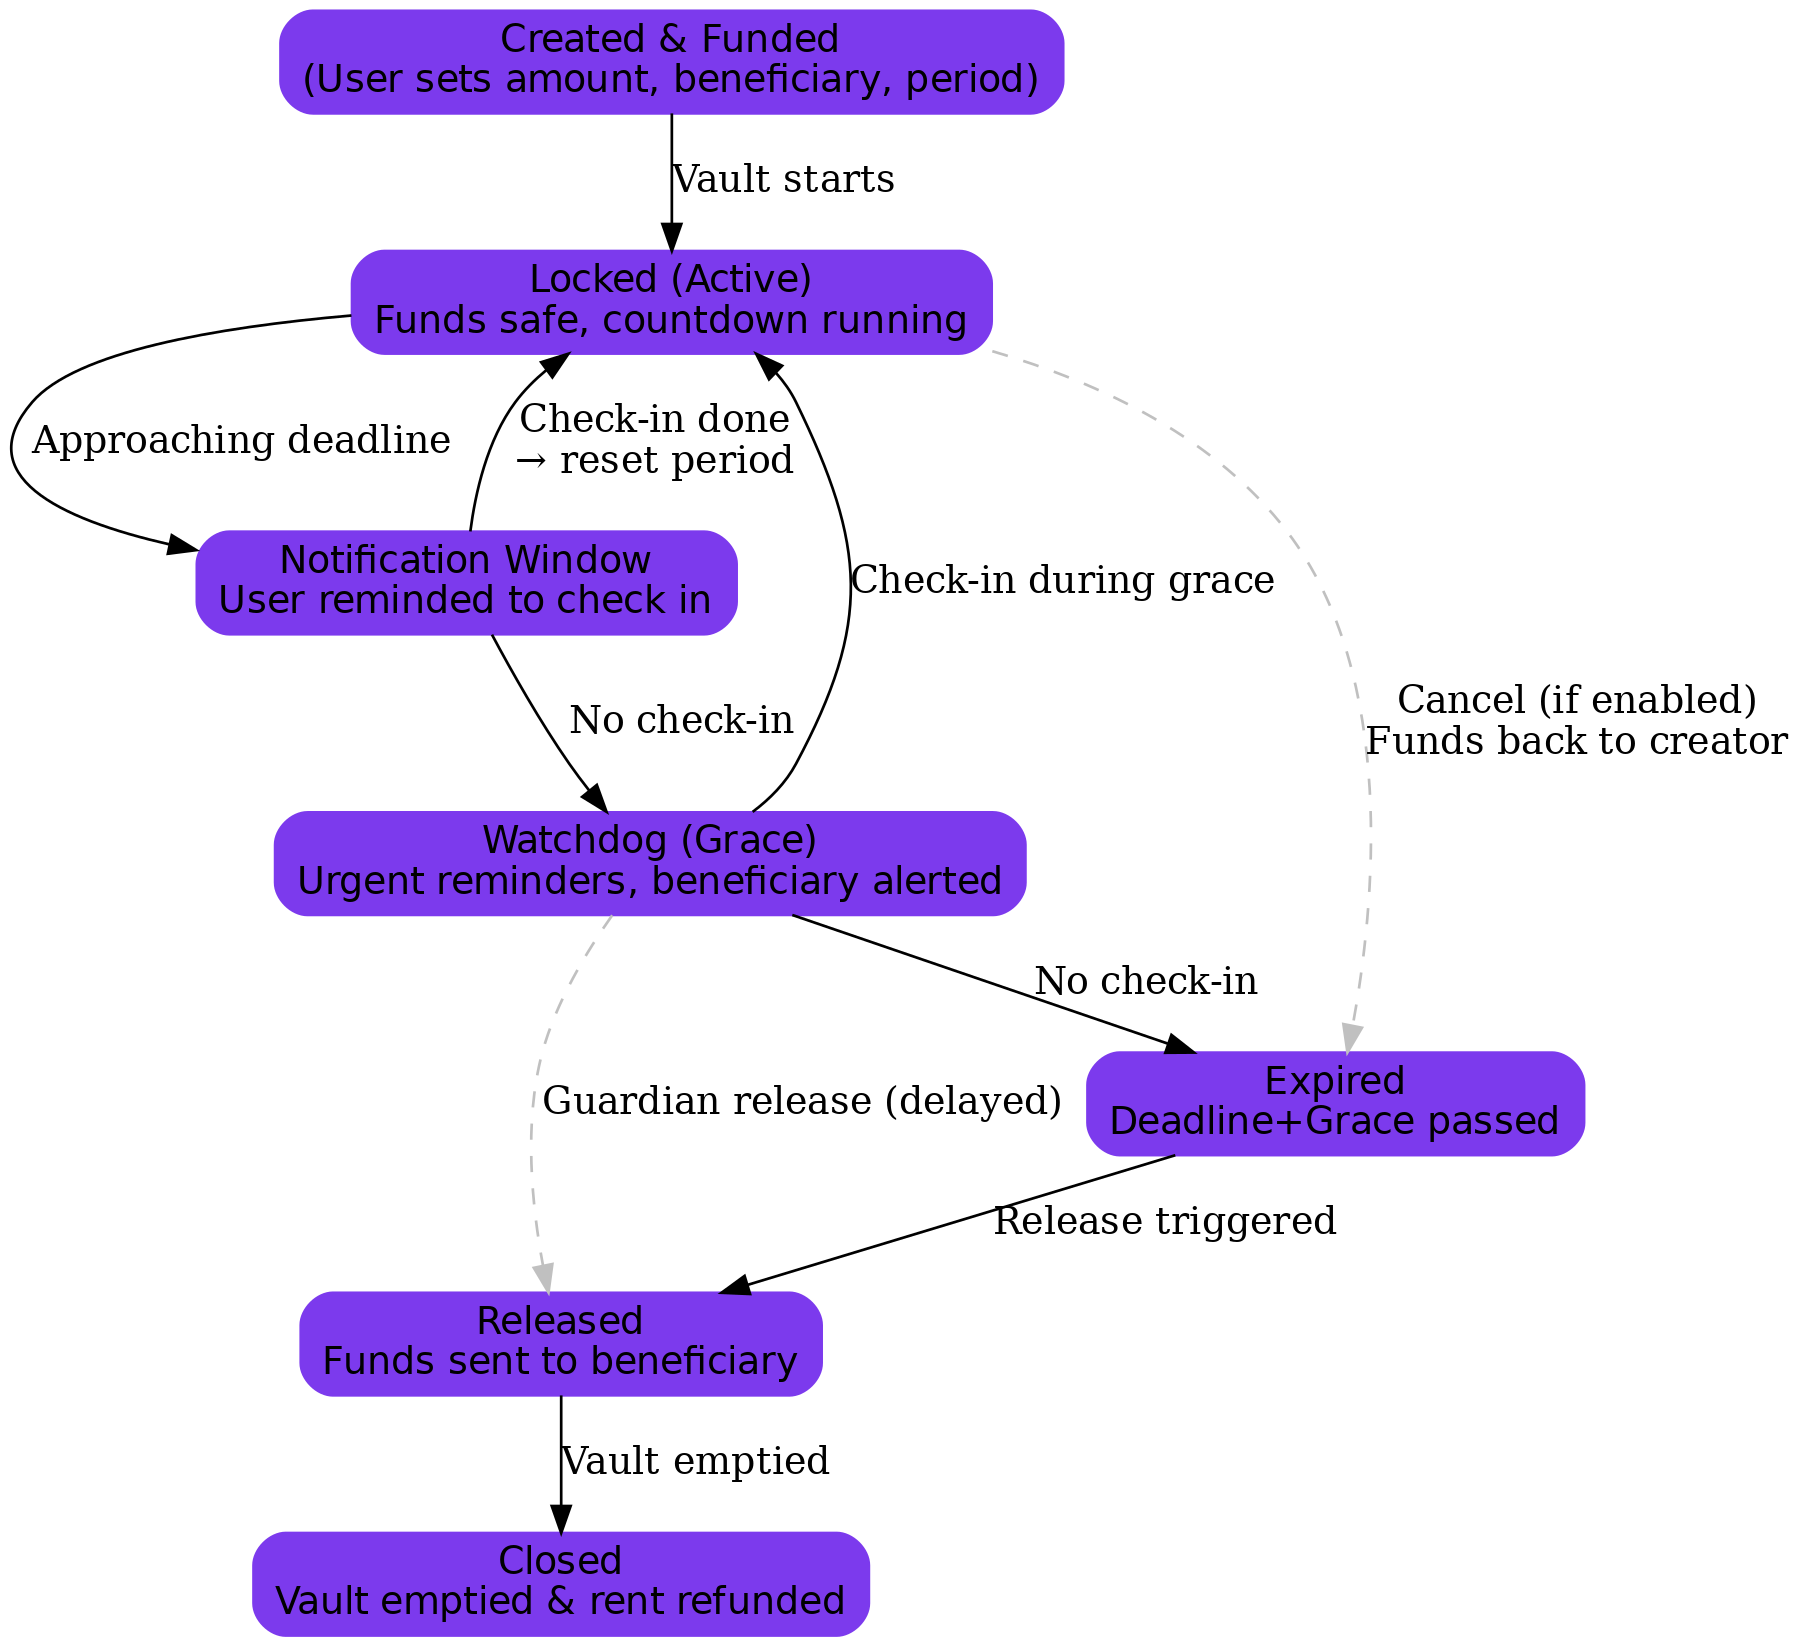 Created & Funded
(User sets amount, beneficiary, period)
Vault starts
Locked (Active)
Funds safe, countdown running
Approaching deadline
Check-in done
→ reset period
Notification Window
User reminded to check in
Check-in during grace
No check-in
Cancel (if enabled)
Funds back to creator
Watchdog (Grace)
Urgent reminders, beneficiary alerted
No check-in
Guardian release (delayed)
Expired
Deadline+Grace passed
Release triggered
Released
Funds sent to beneficiary
Vault emptied
Closed
Vault emptied & rent refunded